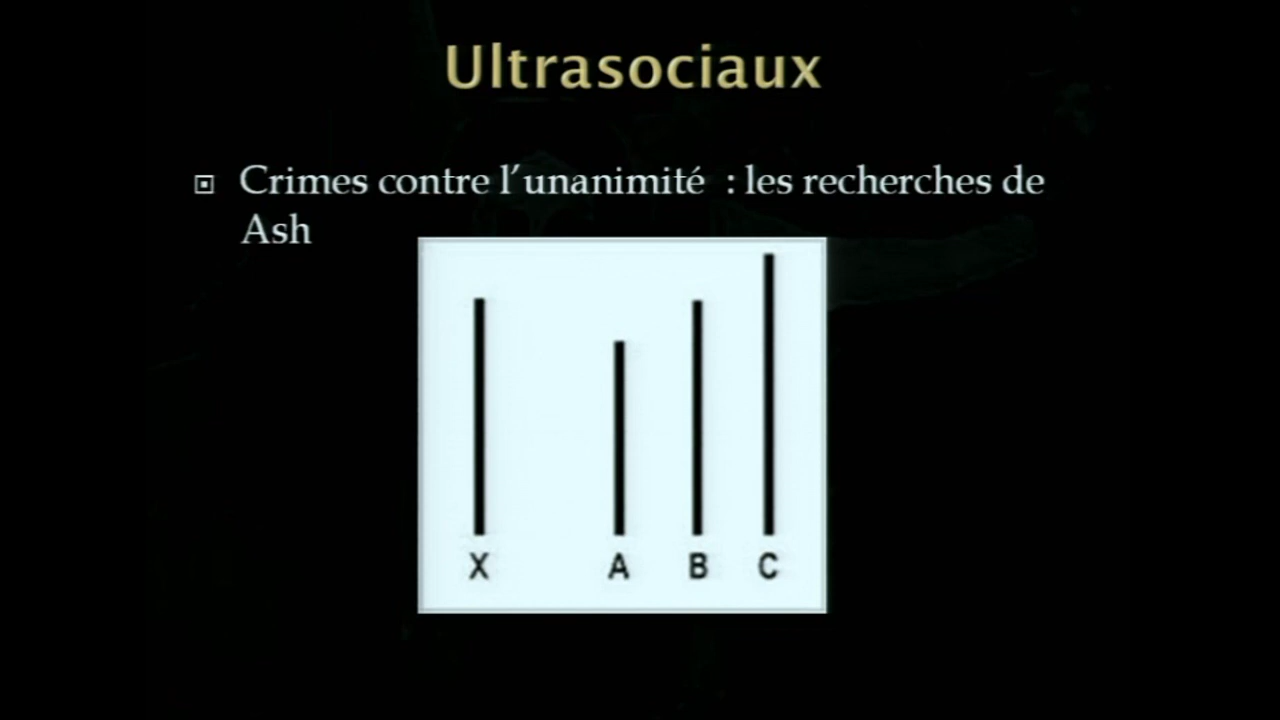 Ultrasociaux
Crimes contre l'unanimité : les recherches de
Ash
X A B C